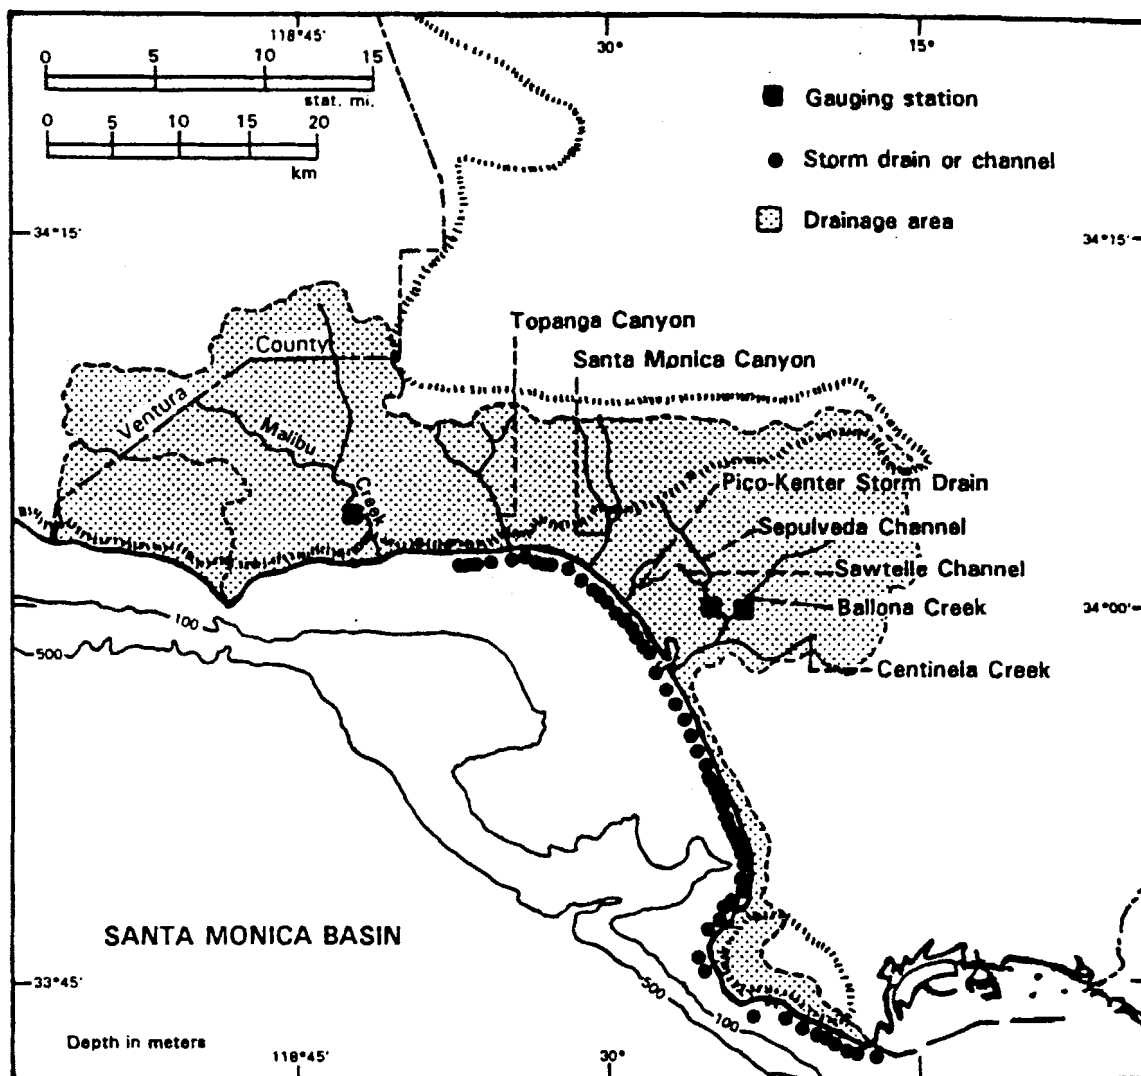 118°45'
30°
15°
0 5 10 15
stat. mi.
0 5 10 15 20
km
Gauging station
Storm drain or channel
Drainage area
34°15'
34°15'
Topanga Canyon
Santa Monica Canyon
County
Ventura
Malibu
Creek
Pico-Kenter Storm Drain
Sepulveda Channel
Sawtelle Channel
Ballona Creek
34°00'
Centinela Creek
100
500
SANTA MONICA BASIN
33°45'
500
100
Depth in meters
118°45'
30°
15°